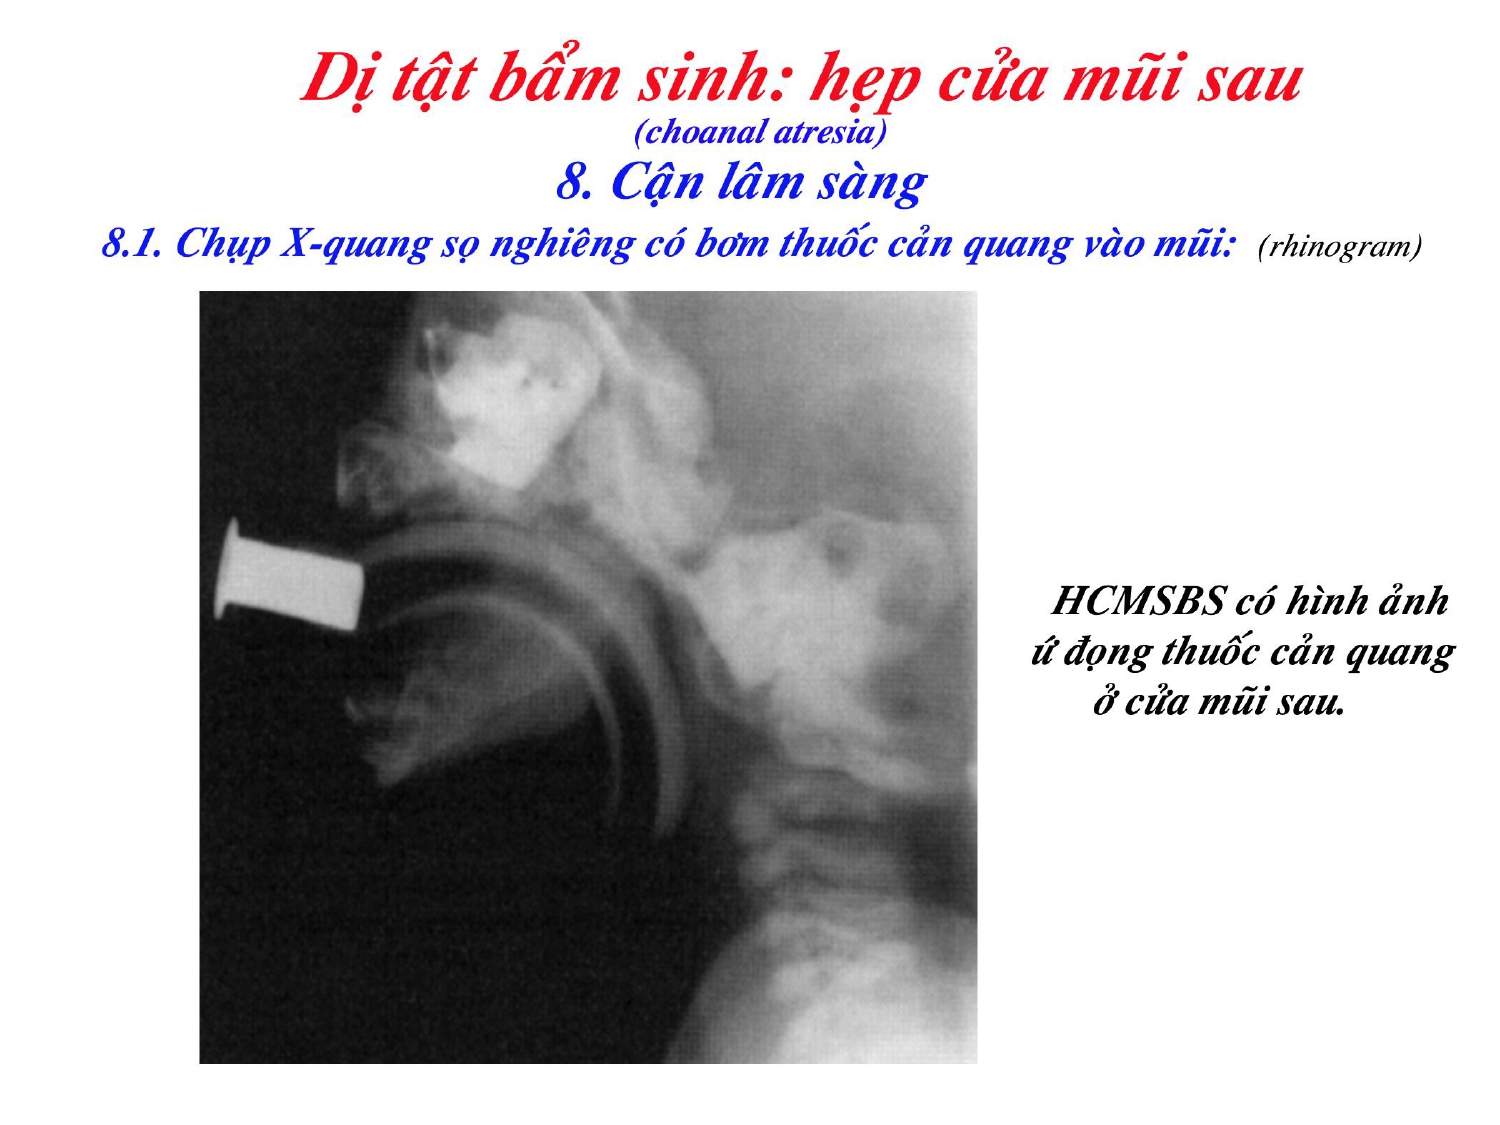 Dị tật bẩm sinh: hẹp cửa mũi sau
(choanal atresia)
8. Cận lâm sàng
8.1. Chụp X-quang sọ nghiêng có bơm thuốc cản quang vào mũi: (rhinogram)
HCMSBS có hình ảnh
ứ đọng thuốc cản quang
ở cửa mũi sau.